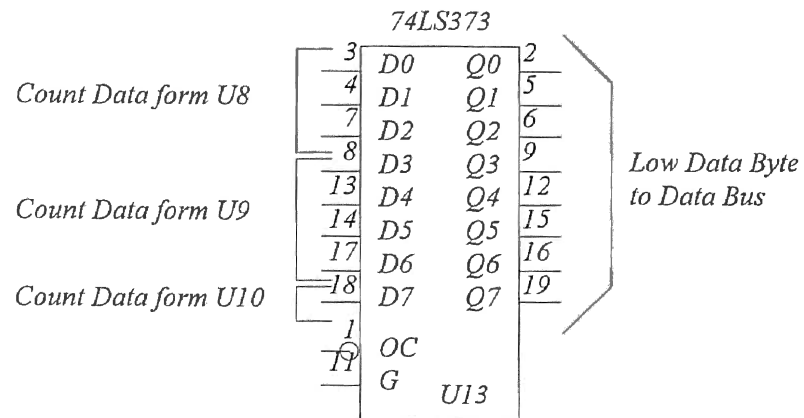 74LS373
3 D0 Q0 2
4 D1 Q1 5
Count Data form U8
7 D2 Q2 6
8 D3 Q3 9
Low Data Byte
13 D4 Q4 12
to Data Bus
Count Data form U9
14 D5 Q5 15
17 D6 Q6 16
18 D7 Q7 19
Count Data form U10
1 OC
11 G
U13